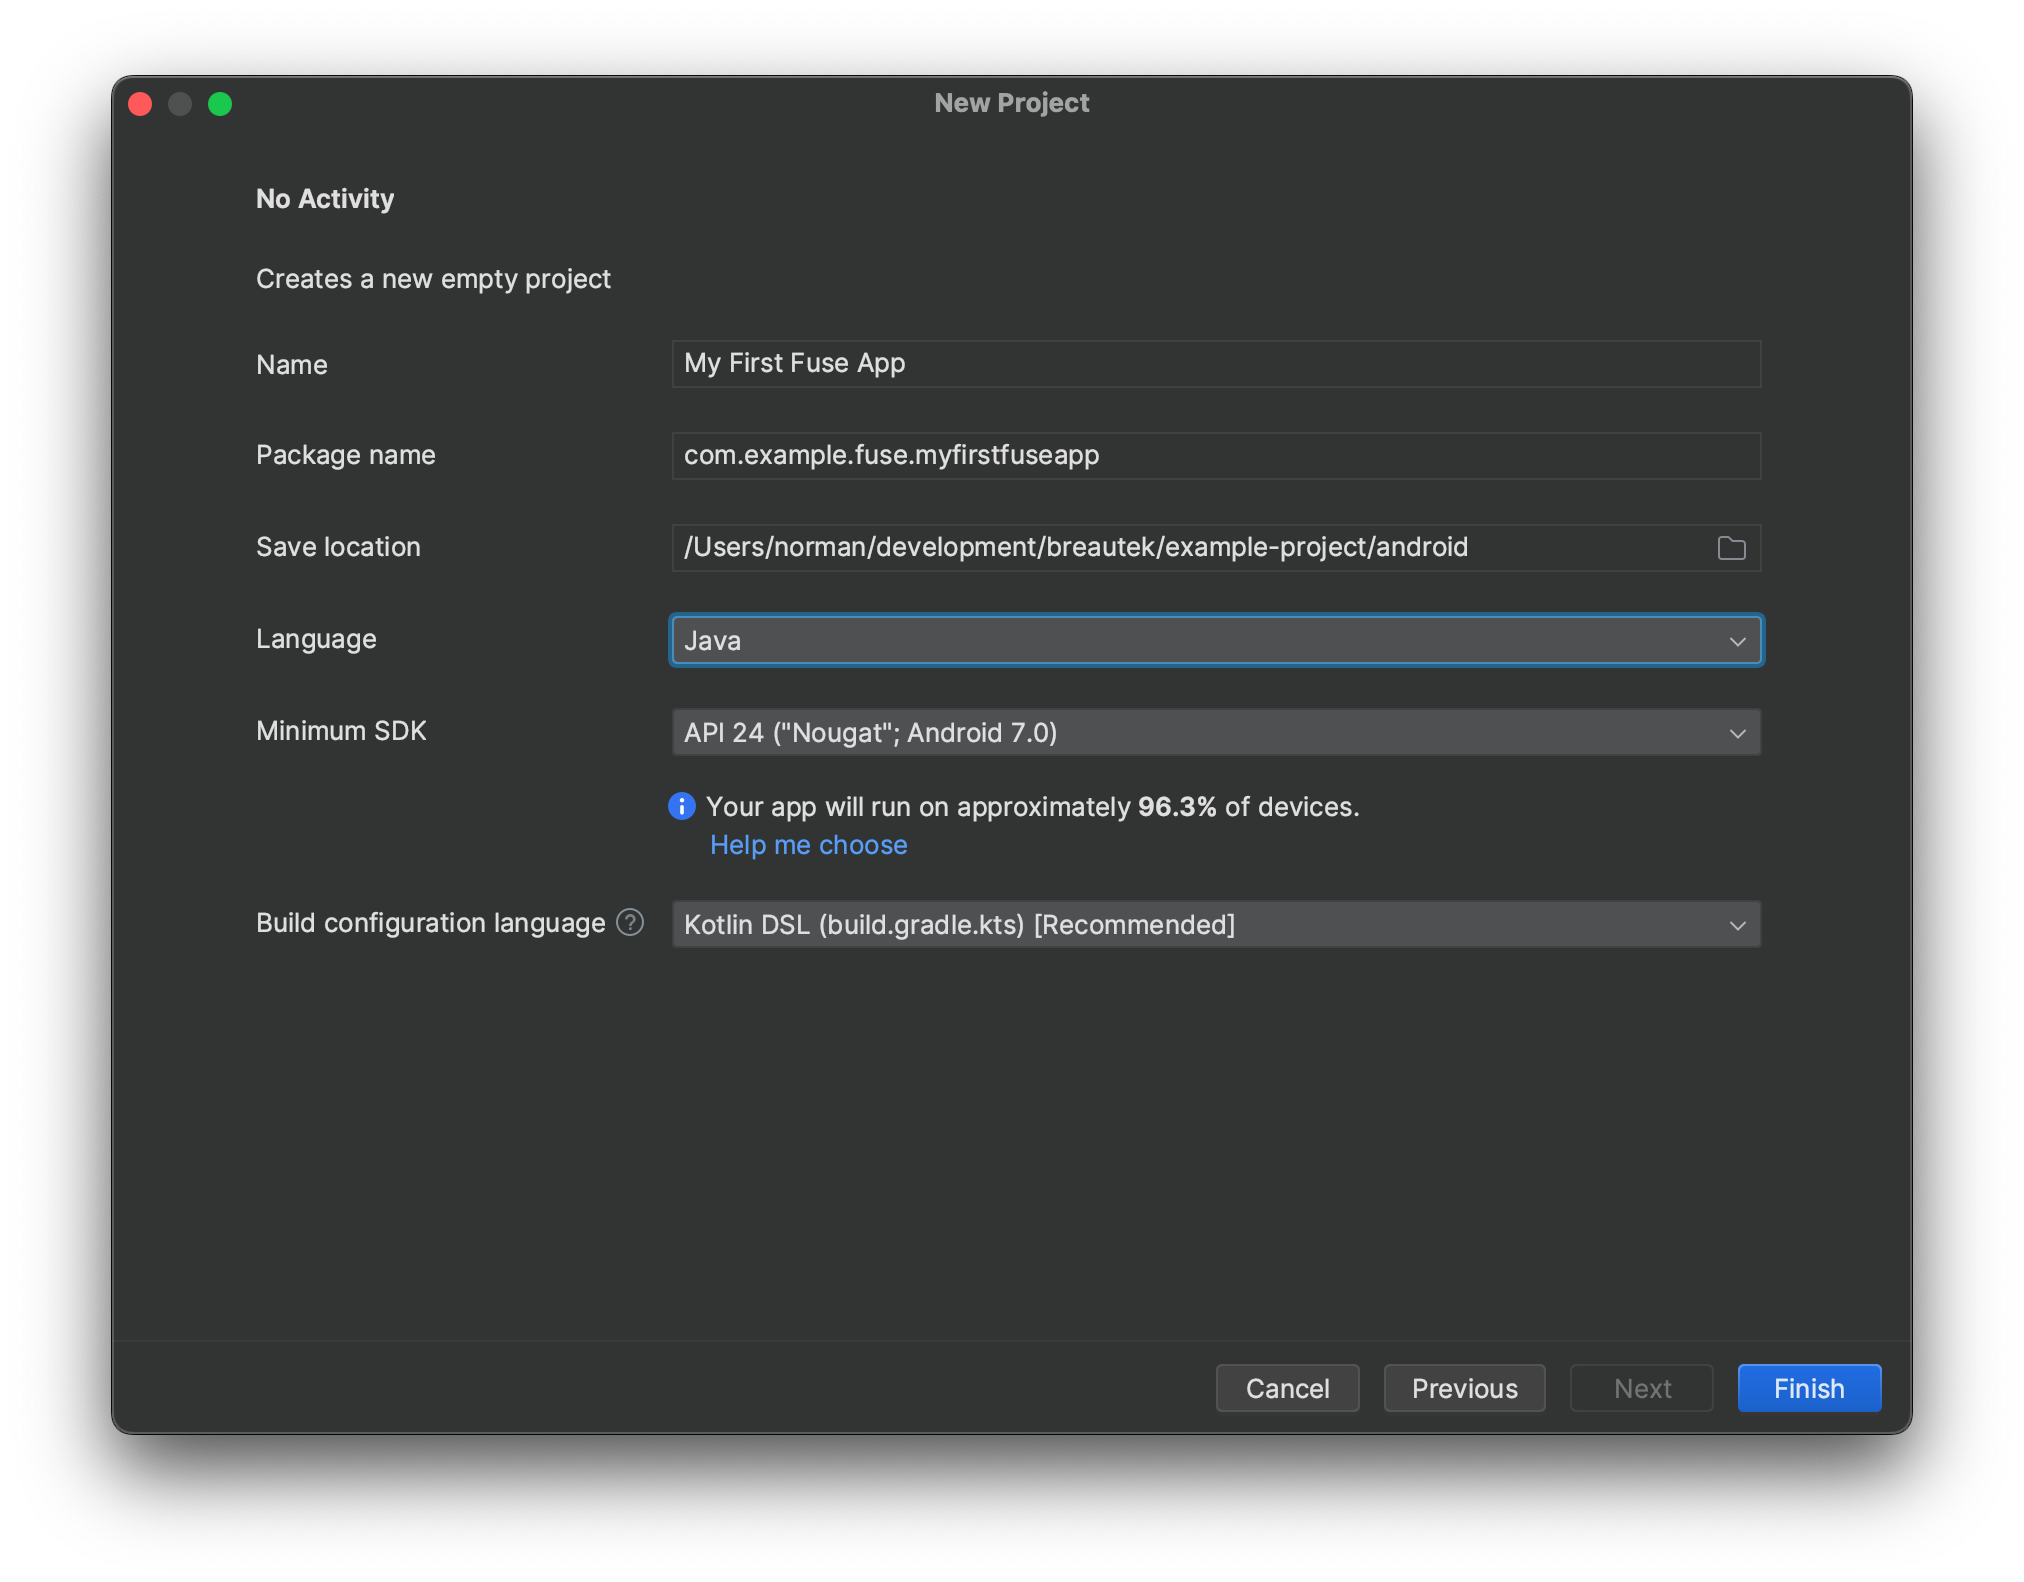 New Project
No Activity
Creates a new empty project
Name
My First Fuse App
Package name
com.example.fuse.myfirstfuseapp
Save location
/Users/norman/development/breautek/example-project/android
Language
Java
Minimum SDK
API 24 ("Nougat"; Android 7.0)
Your app will run on approximately 96.3% of devices.
Help me choose
Build configuration language ?
Kotlin DSL (build.gradle.kts) [Recommended]
Cancel Previous Next Finish